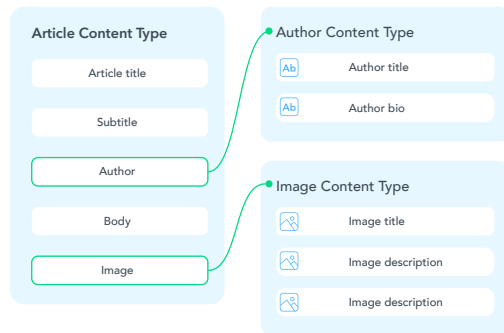 Article Content Type
Article title
Subtitle
Author
Body
Image
Author Content Type
Ab Author title
Ab Author bio
Image Content Type
Image title
Image description
Image description